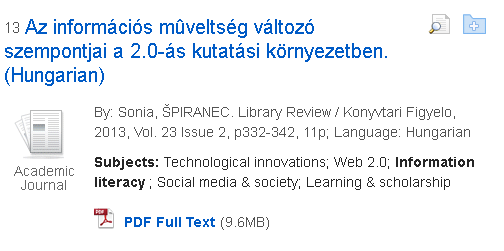 13 Az információs mûveltség változó
szempontjai a 2.0-ás kutatási környezetben.
(Hungarian)
By: Sonia, ŠPIRANEC. Library Review / Konyvtari Figyelo,
2013, Vol. 23 Issue 2, p332-342, 11p; Language: Hungarian
Academic
Journal
Subjects: Technological innovations; Web 2.0; Information
literacy ; Social media & society; Learning & scholarship
PDF Full Text (9.6MB)